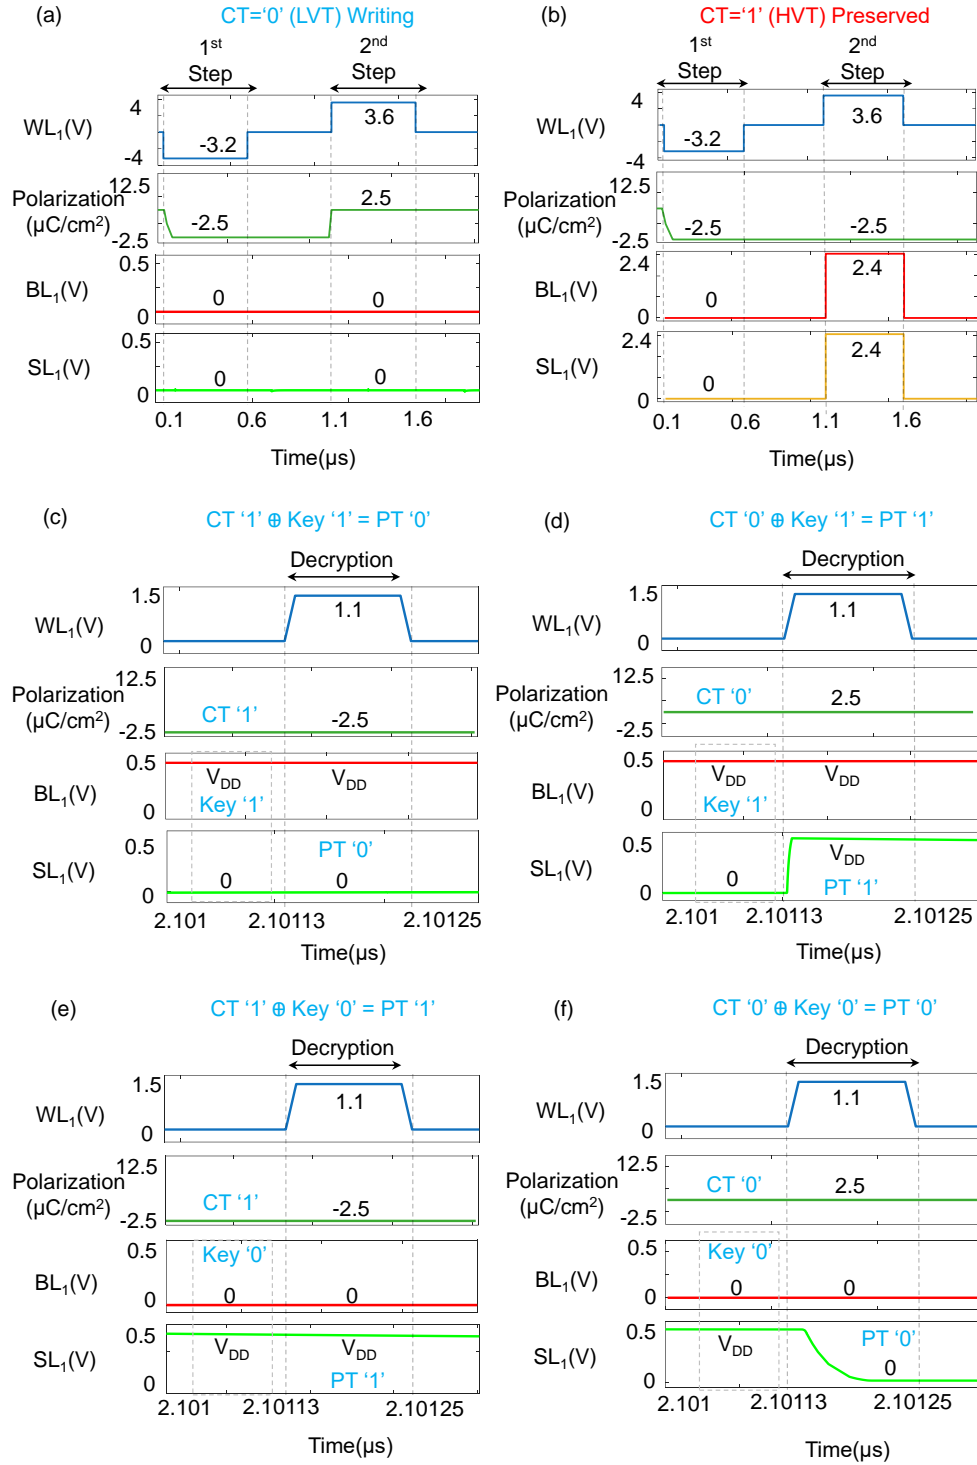 (a)
CT='0' (LVT) Writing
1st Step
2nd Step
WL1(V)
4
-4
-3.2
3.6
Polarization (µC/cm2)
12.5
-2.5
-2.5
2.5
BL1(V)
0.5
0
0
0
SL1(V)
0.5
0
0
0
0.1 0.6 1.1 1.6
Time(µs)
(b)
CT='1' (HVT) Preserved
1st Step
2nd Step
WL1(V)
4
-4
-3.2
3.6
Polarization (µC/cm2)
12.5
-2.5
-2.5
-2.5
BL1(V)
2.4
0
0
2.4
SL1(V)
2.4
0
0
2.4
0.1 0.6 1.1 1.6
Time(µs)
(c)
CT ‘1’ ⊕ Key ‘1’ = PT ‘0’
Decryption
WL1(V)
1.5
0
1.1
Polarization (µC/cm2)
12.5
-2.5
CT ‘1’
-2.5
BL1(V)
0.5
0
VDD
Key ‘1’
VDD
SL1(V)
0.5
0
0
PT ‘0’
0
2.101 2.10113 2.10125
Time(µs)
(d)
CT ‘0’ ⊕ Key ‘1’ = PT ‘1’
Decryption
WL1(V)
1.5
0
1.1
Polarization (µC/cm2)
12.5
-2.5
CT ‘0’
2.5
BL1(V)
0.5
0
VDD
Key ‘1’
VDD
SL1(V)
0.5
0
0
VDD
PT ‘1’
2.101 2.10113 2.10125
Time(µs)
(e)
CT ‘1’ ⊕ Key ‘0’ = PT ‘1’
Decryption
WL1(V)
1.5
0
1.1
Polarization (µC/cm2)
12.5
-2.5
CT ‘1’
-2.5
BL1(V)
0.5
0
Key ‘0’
0
0
SL1(V)
0.5
0
VDD
VDD
PT ‘1’
2.101 2.10113 2.10125
Time(µs)
(f)
CT ‘0’ ⊕ Key ‘0’ = PT ‘0’
Decryption
WL1(V)
1.5
0
1.1
Polarization (µC/cm2)
12.5
-2.5
CT ‘0’
2.5
BL1(V)
0.5
0
Key ‘0’
0
0
SL1(V)
0.5
0
VDD
PT ‘0’
0
2.101 2.10113 2.10125
Time(µs)